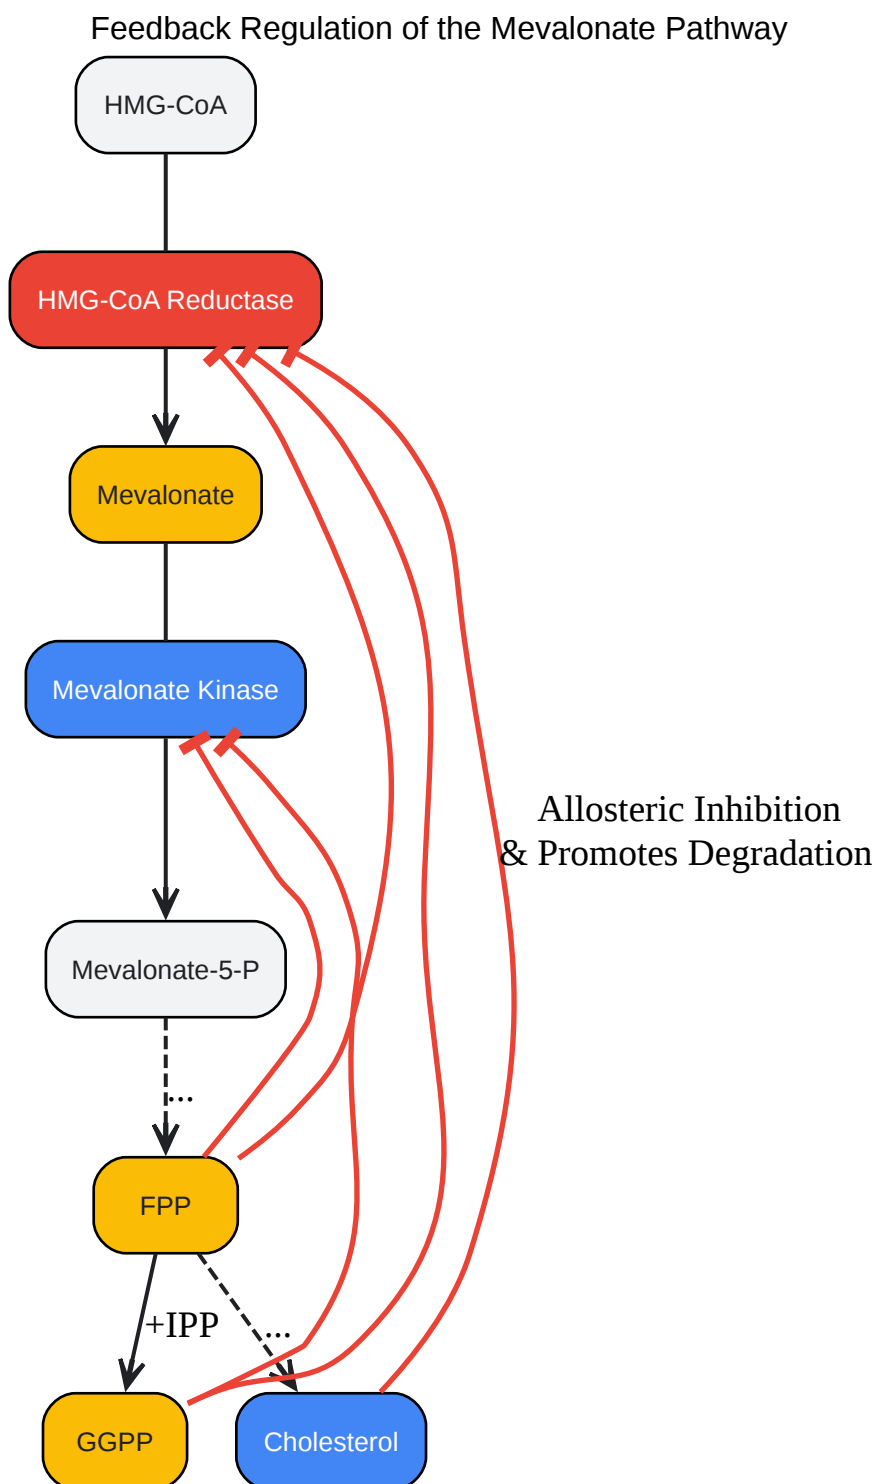 Feedback Regulation of the Mevalonate Pathway
HMG-CoA
HMG-CoA Reductase
Mevalonate
Mevalonate Kinase
Allosteric Inhibition
& Promotes Degradation
Mevalonate-5-P
...
FPP
+IPP
...
GGPP
Cholesterol